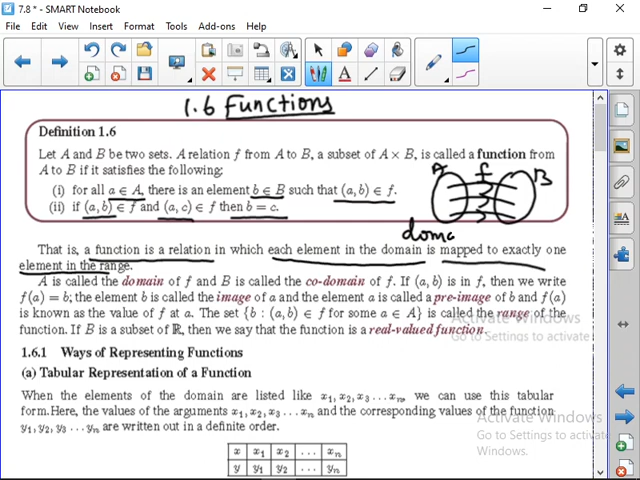 7.8 * - SMART Notebook
File Edit View Insert Format Tools Add-ons Help
1.6 Functions
Definition 1.6
Let A and B be two sets. A relation f from A to B, a subset of A × B, is called a function from
A to B if it satisfies the following:
(i) for all a ∈ A, there is an element b ∈ B such that (a, b) ∈ f.
(ii) if (a, b) ∈ f and (a, c) ∈ f then b = c.
A f B
doma
That is, a function is a relation in which each element in the domain is mapped to exactly one
element in the range.
A is called the domain of f and B is called the co-domain of f. If (a, b) is in f, then we write
f(a) = b; the element b is called the image of a and the element a is called a pre-image of b and f(a)
is known as the value of f at a. The set {b : (a, b) ∈ f for some a ∈ A} is called the range of the
function. If B is a subset of ℝ, then we say that the function is a real-valued function.
Activate Windows
Go to Settings to activate
1.6.1 Ways of Representing Functions
(a) Tabular Representation of a Function
When the elements of the domain are listed like x₁, x₂, x₃ . . . xₙ, we can use this tabular
form. Here, the values of the arguments x₁, x₂, x₃ . . . xₙ and the corresponding values of the function
y₁, y₂, y₃ . . . yₙ are written out in a definite order.
Activate Windows
Go to Settings to activate
Windows.
x x₁ x₂ . . . xₙ
y y₁ y₂ . . . yₙ